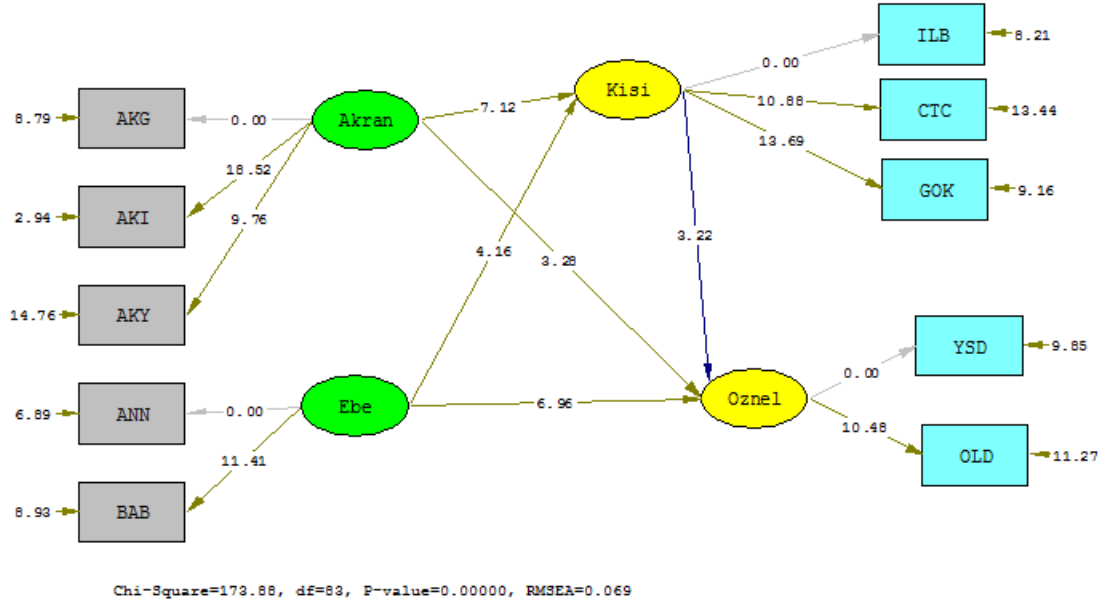 ILB
8.21
0.00
Kisi
7.12
10.88
CTC
13.44
8.79
AKG
0.00
Akran
13.69
18.52
GOK
9.16
2.94
AKI
9.76
4.16
3.28
3.22
14.76
AKY
YSD
9.85
0.00
6.89
ANN
0.00
Ebe
6.96
Oznel
10.48
11.41
OLD
11.27
8.93
BAB
Chi-Square=173.88, df=83, P-value=0.00000, RMSEA=0.069